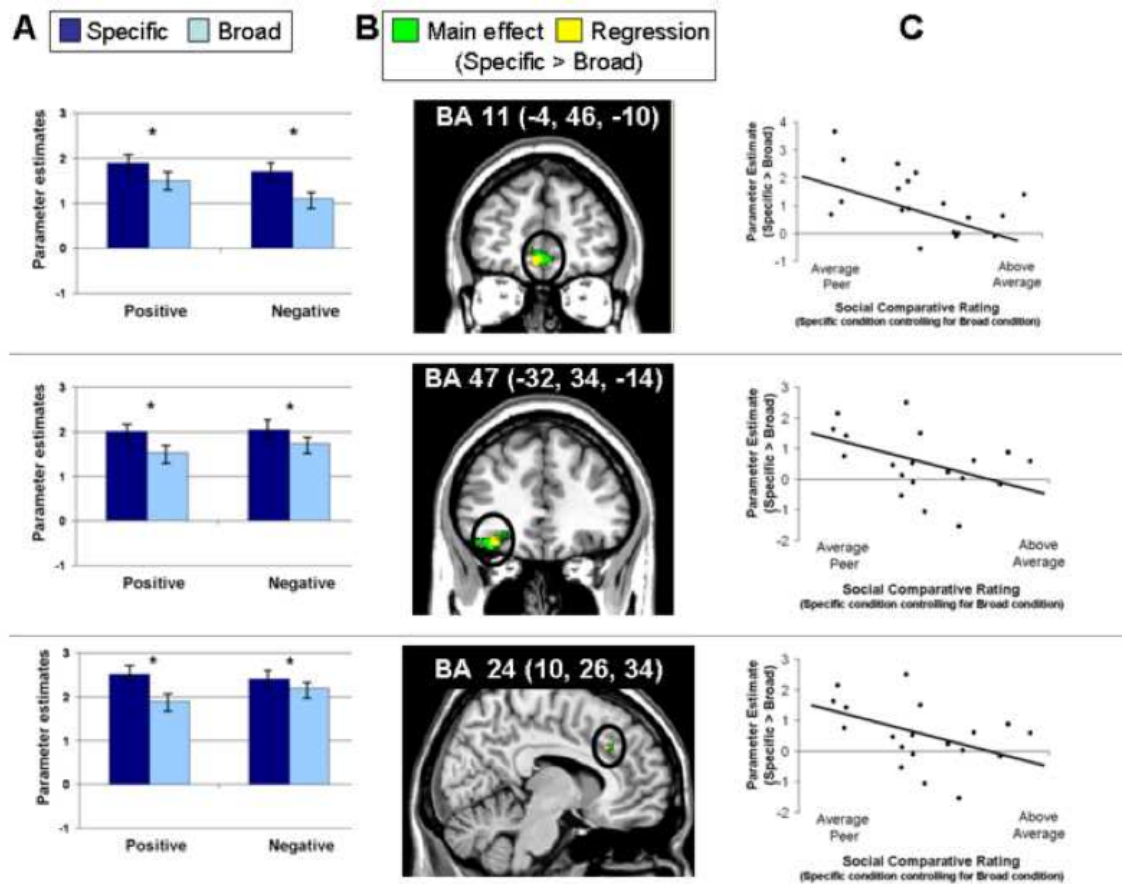 A
Specific Broad
B
Main effect Regression
(Specific > Broad)
C
3
2
1
0
-1
Parameter estimates
*
*
Positive Negative
BA 11 (-4, 46, -10)
4
3
2
1
0
-1
Parameter Estimate
(Specific > Broad)
Average
Peer
Above
Average
Social Comparative Rating
(Specific condition controlling for Broad condition)
3
2
1
0
-1
Parameter estimates
*
*
Positive Negative
BA 47 (-32, 34, -14)
3
2
1
0
-1
-2
Parameter Estimate
(Specific > Broad)
Average
Peer
Above
Average
Social Comparative Rating
(Specific condition controlling for Broad condition)
3
2
1
0
-1
Parameter estimates
*
*
Positive Negative
BA 24 (10, 26, 34)
3
2
1
0
-1
-2
Parameter Estimate
(Specific > Broad)
Average
Peer
Above
Average
Social Comparative Rating
(Specific condition controlling for Broad condition)